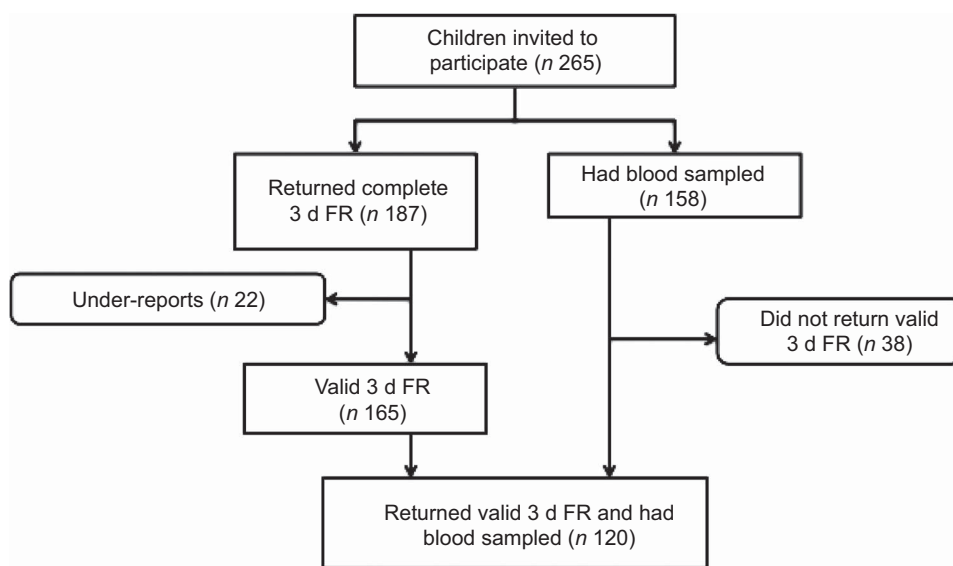 Children invited to
participate (n 265)
Returned complete
3 d FR (n 187)
Had blood sampled
(n 158)
Under-reports (n 22)
Did not return valid
3 d FR (n 38)
Valid 3 d FR
(n 165)
Returned valid 3 d FR and had
blood sampled (n 120)